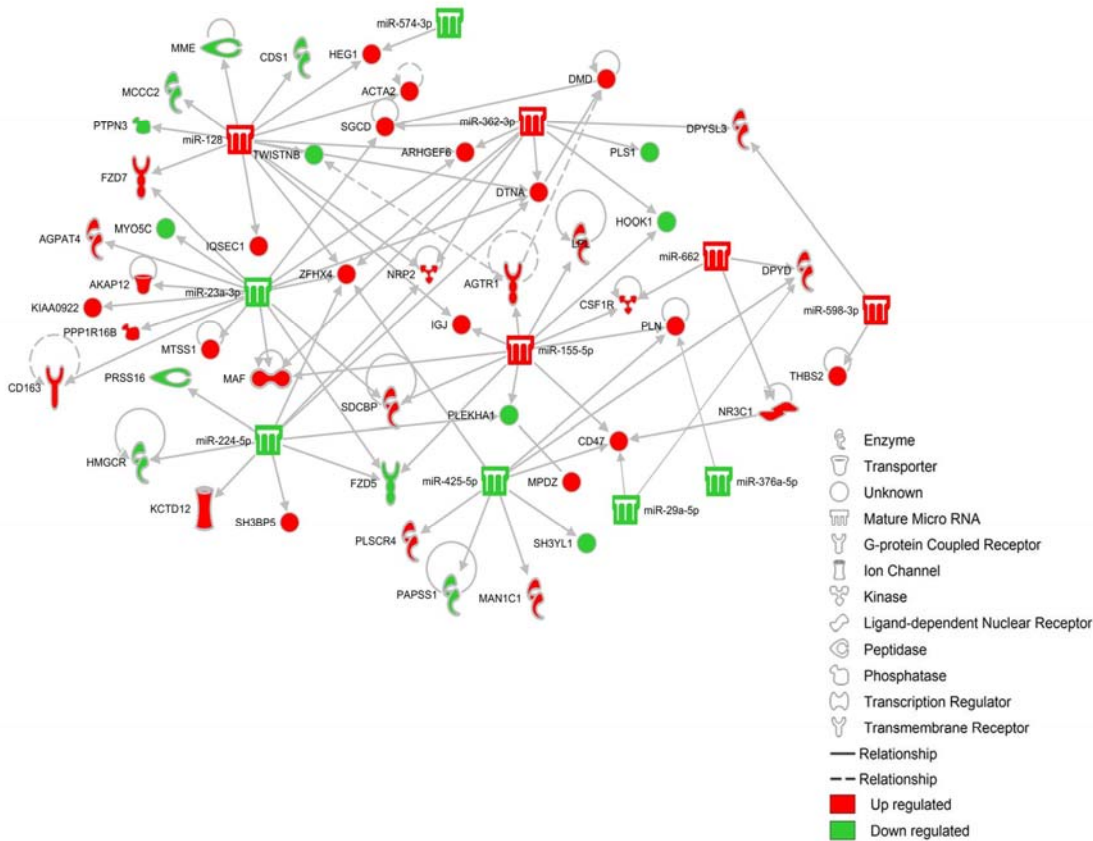 miR-574-3p
MME
CDS1
HEG1
MCCC2
ACTA2
DMD
PTPN3
SGCD
miR-362-3p
DPYSL3
miR-128
TWISTNB
ARHGEF6
PLS1
FZD7
DTNA
MYO5C
HOOK1
AGPAT4
IQSEC1
LPL
miR-662
AKAP12
ZFHX4
NRP2
AGTR1
DPYD
miR-23a-3p
CSF1R
KIAA0922
miR-598-3p
PPP1R16B
IGJ
PLN
MTSS1
miR-155-5p
CD163
PRSS16
MAF
THBS2
SDCBP
PLEKHA1
NR3C1
miR-224-5p
CD47
HMGCR
FZD5
miR-425-5p
MPDZ
miR-376a-5p
KCTD12
miR-29a-5p
SH3BP5
PLSCR4
SH3YL1
PAPSS1
MAN1C1
Enzyme
Transporter
Unknown
Mature Micro RNA
G-protein Coupled Receptor
Ion Channel
Kinase
Ligand-dependent Nuclear Receptor
Peptidase
Phosphatase
Transcription Regulator
Transmembrane Receptor
Relationship
Relationship
Up regulated
Down regulated